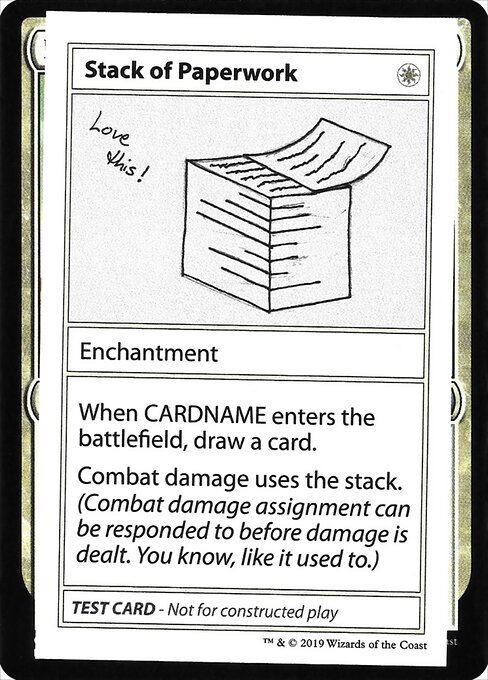 Stack of Paperwork
Love
this!
Enchantment
When CARDNAME enters the
battlefield, draw a card.
Combat damage uses the stack.
(Combat damage assignment can
be responded to before damage is
dealt. You know, like it used to.)
TEST CARD - Not for constructed play
™ & © 2019 Wizards of the Coast